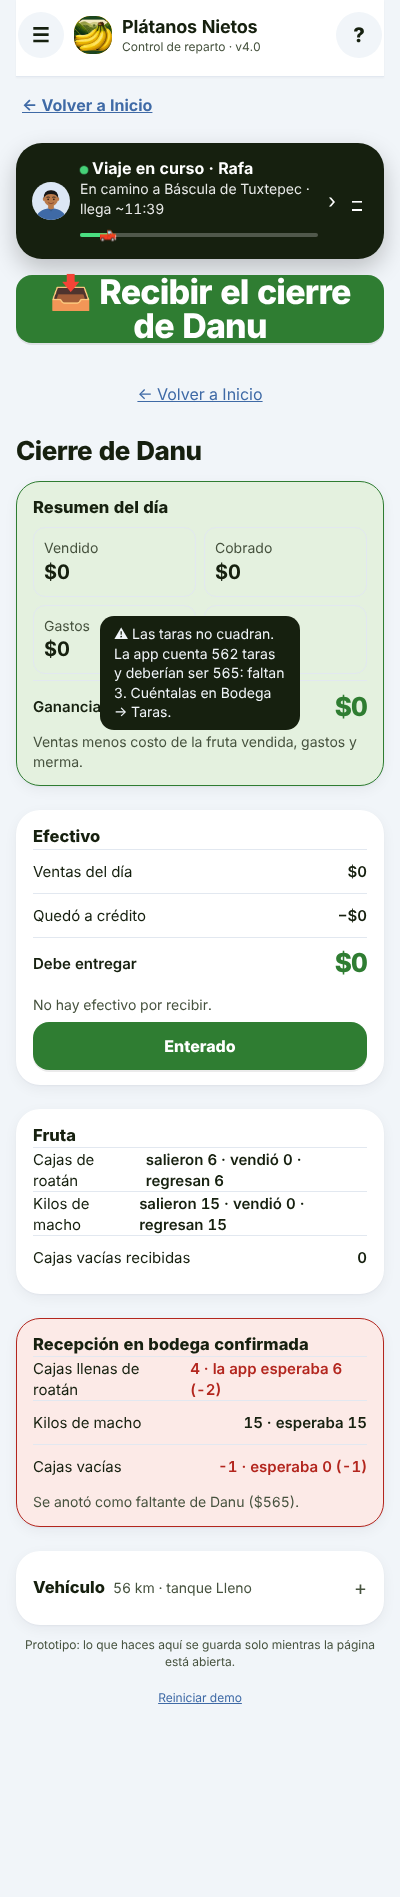 ☰
Plátanos Nietos
Control de reparto · v4.0
?
← Volver a Inicio
Viaje en curso · Rafa
En camino a Báscula de Tuxtepec ·
llega ~11:39
›
📥 Recibir el cierre
de Danu
← Volver a Inicio
Cierre de Danu
Resumen del día
Vendido
$0
Cobrado
$0
Gastos
$0
⚠ Las taras no cuadran.
La app cuenta 562 taras
y deberían ser 565: faltan
3. Cuéntalas en Bodega
→ Taras.
Ganancia
$0
Ventas menos costo de la fruta vendida, gastos y
merma.
Efectivo
Ventas del día $0
Quedó a crédito −$0
Debe entregar $0
No hay efectivo por recibir.
Enterado
Fruta
Cajas de
roatán
salieron 6 · vendió 0 ·
regresan 6
Kilos de
macho
salieron 15 · vendió 0 ·
regresan 15
Cajas vacías recibidas 0
Recepción en bodega confirmada
Cajas llenas de
roatán
4 · la app esperaba 6
(-2)
Kilos de macho 15 · esperaba 15
Cajas vacías -1 · esperaba 0 (-1)
Se anotó como faltante de Danu ($565).
Vehículo 56 km · tanque Lleno +
Prototipo: lo que haces aquí se guarda solo mientras la página
está abierta.
Reiniciar demo